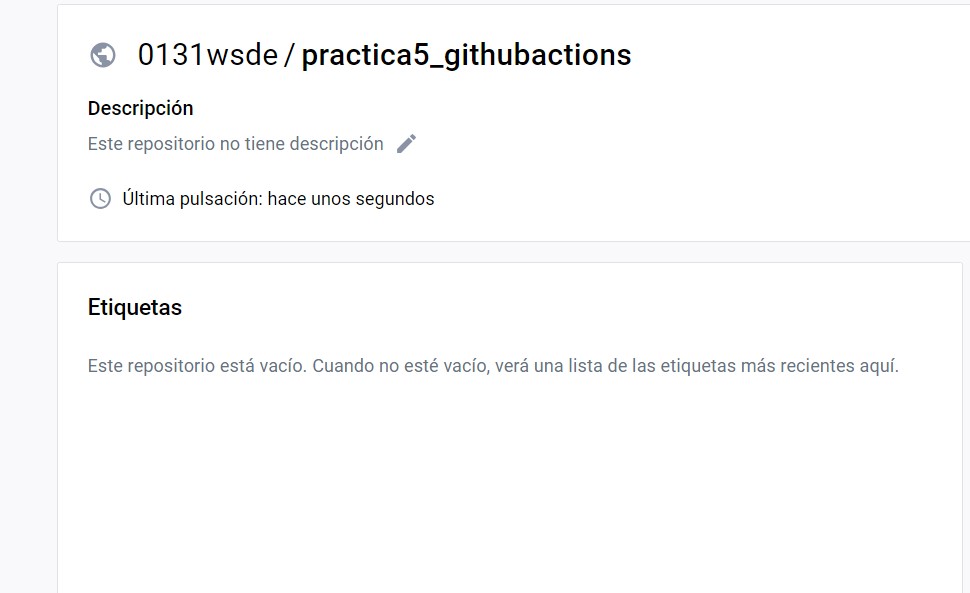 0131wsde / practica5_githubactions
Descripción
Este repositorio no tiene descripción
Última pulsación: hace unos segundos
Etiquetas
Este repositorio está vacío. Cuando no esté vacío, verá una lista de las etiquetas más recientes aquí.